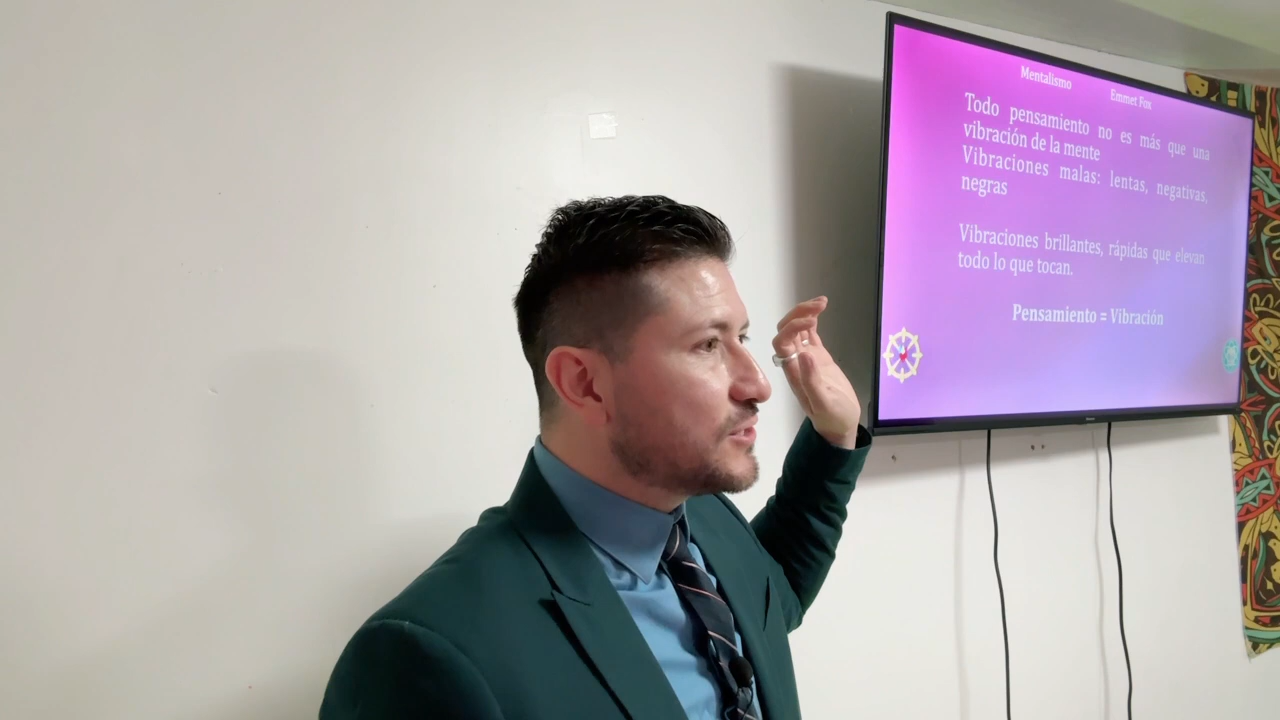 Mentalismo
Emmet Fox
Todo pensamiento no es más que una
vibración de la mente
Vibraciones malas: lentas, negativas,
negras
Vibraciones brillantes, rápidas que elevan
todo lo que tocan.
Pensamiento = Vibración